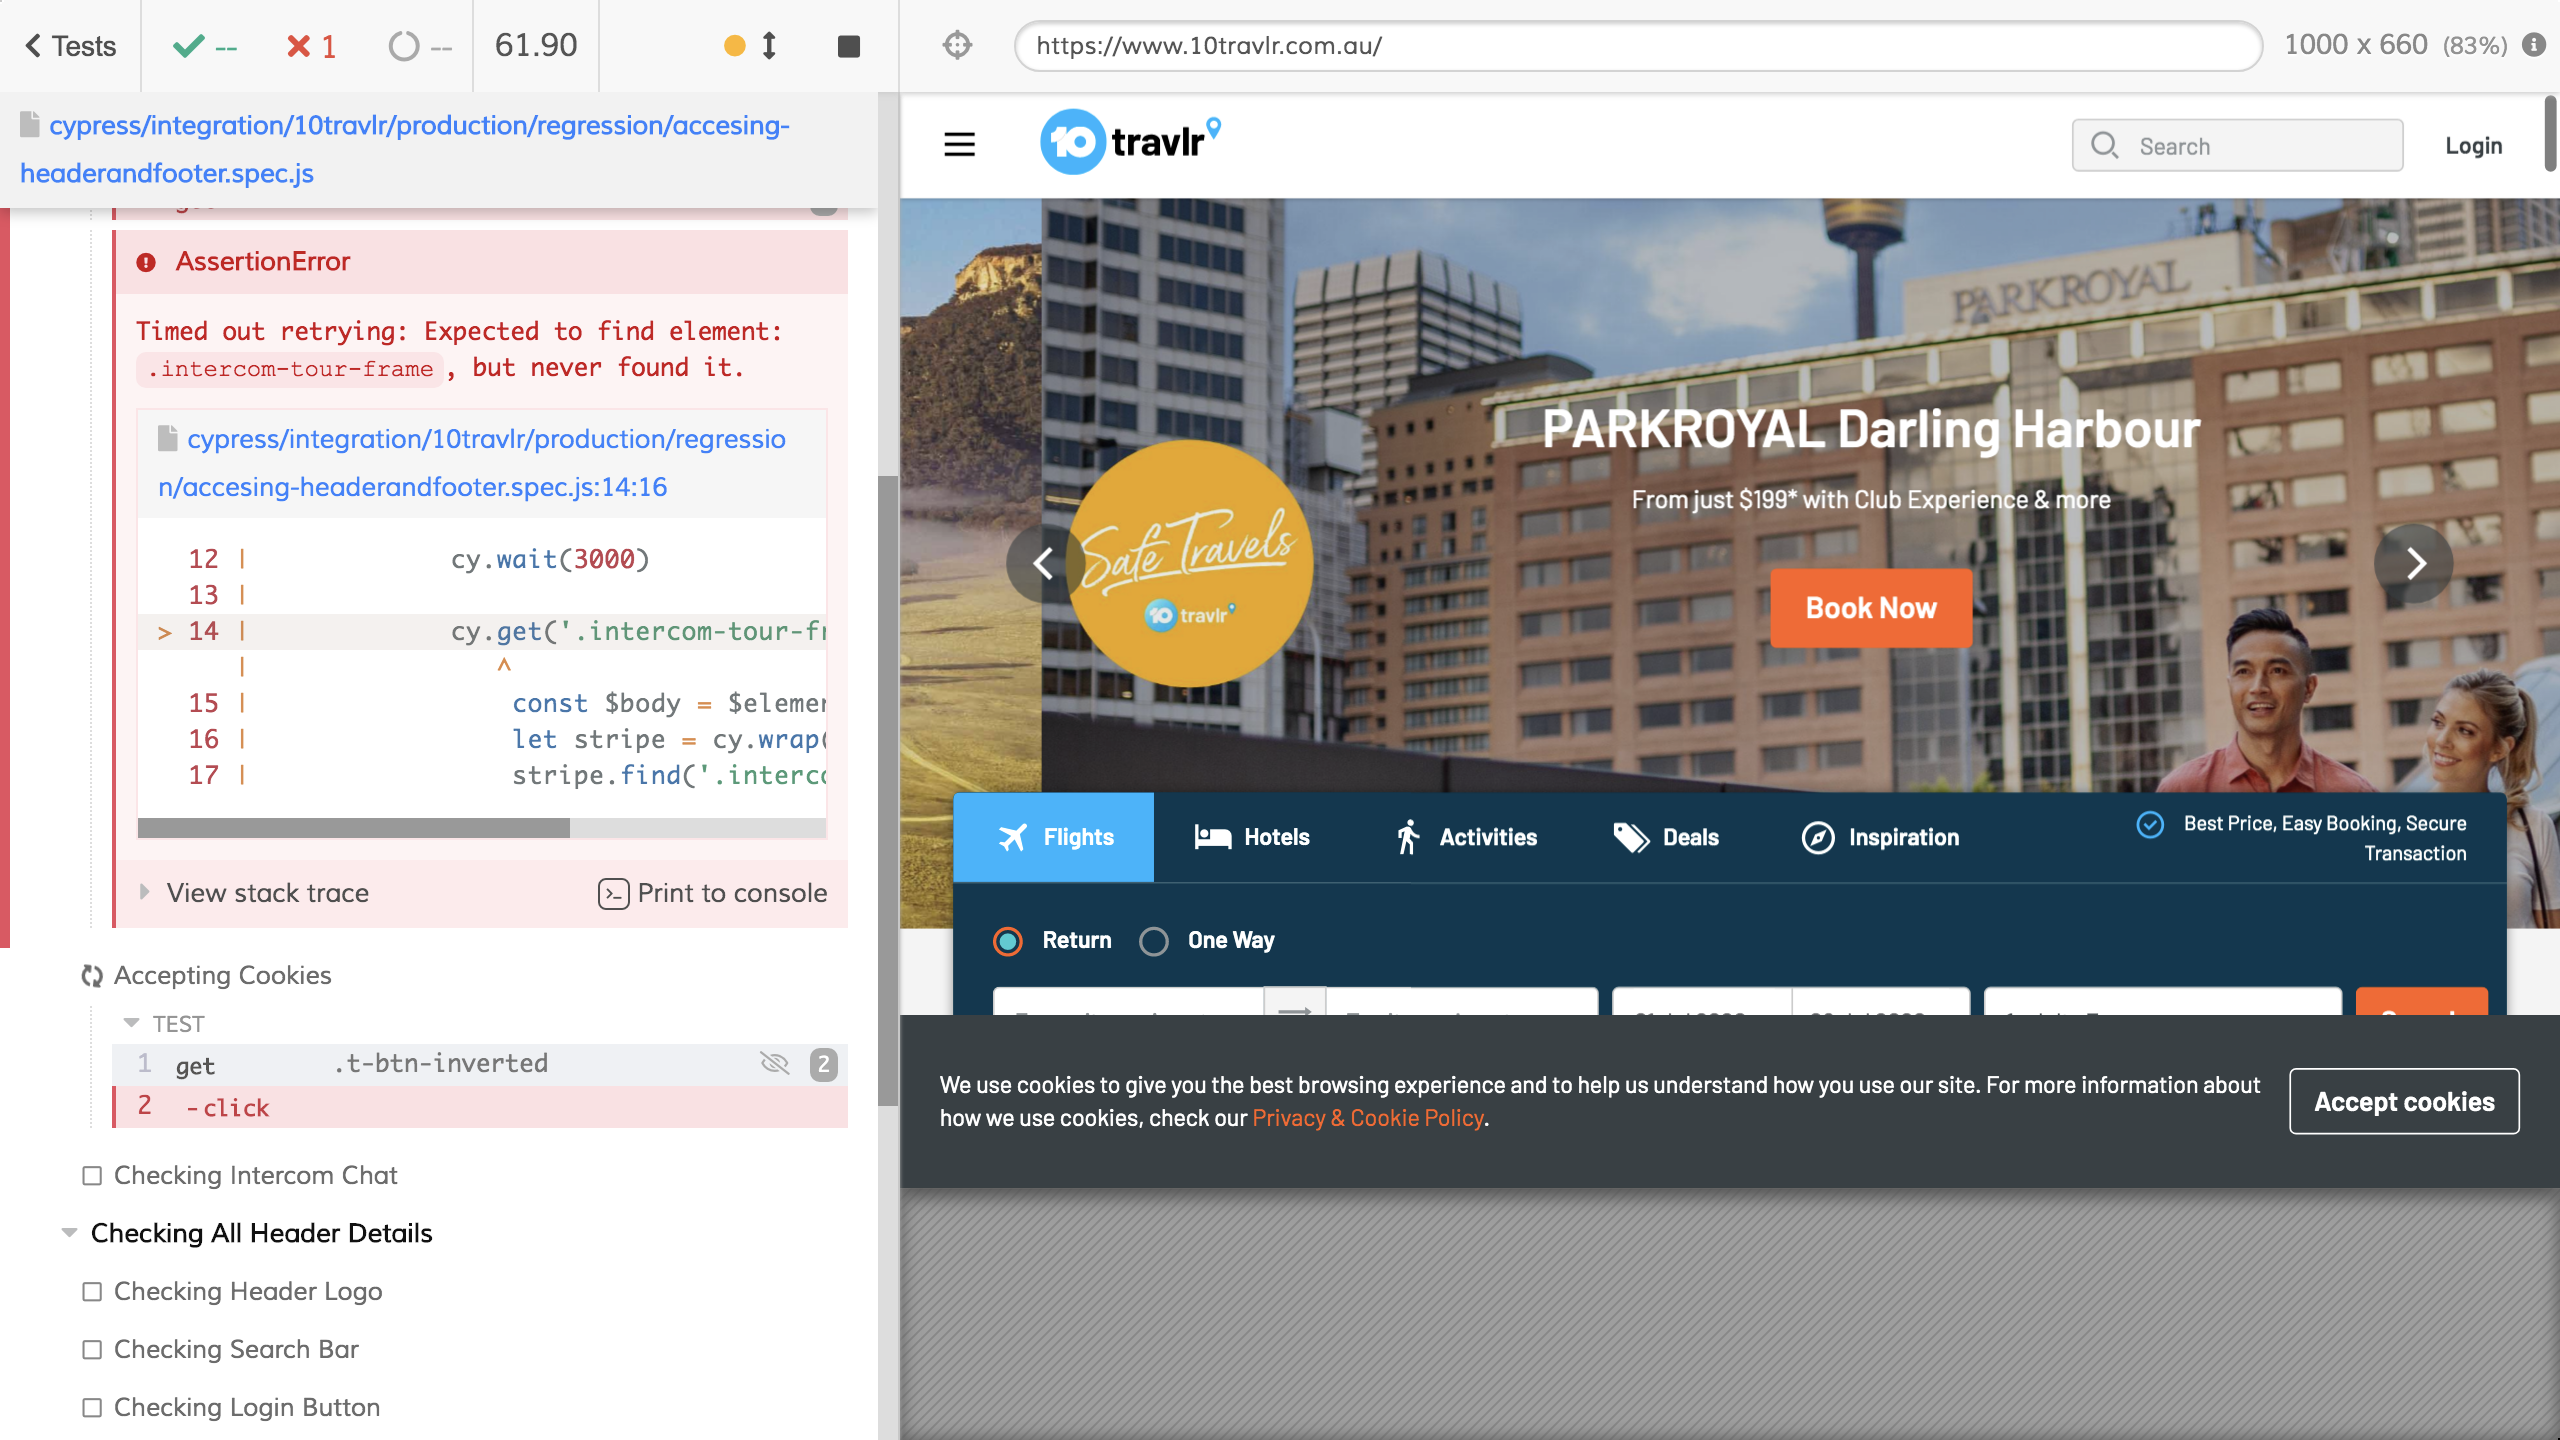 Tests
--
1
--
61.90
https://www.10travlr.com.au/
1000 x 660 (83%)
cypress/integration/10travlr/production/regression/accesing-
headerandfooter.spec.js
AssertionError
Timed out retrying: Expected to find element:
.intercom-tour-frame, but never found it.
cypress/integration/10travlr/production/regressio
n/accesing-headerandfooter.spec.js:14:16
12 | cy.wait(3000)
13 |
> 14 | cy.get('.intercom-tour-fr
| ^
15 | const $body = $elemen
16 | let stripe = cy.wrap(
17 | stripe.find('.interco
View stack trace
Print to console
Accepting Cookies
TEST
1 get .t-btn-inverted 2
2 -click
Checking Intercom Chat
Checking All Header Details
Checking Header Logo
Checking Search Bar
Checking Login Button
10 travlr
Search
Login
PARKROYAL
PARKROYAL Darling Harbour
From just $199* with Club Experience & more
Book Now
Safe Travels
10 travlr
Flights
Hotels
Activities
Deals
Inspiration
Best Price, Easy Booking, Secure
Transaction
Return
One Way
We use cookies to give you the best browsing experience and to help us understand how you use our site. For more information about
how we use cookies, check our Privacy & Cookie Policy.
Accept cookies